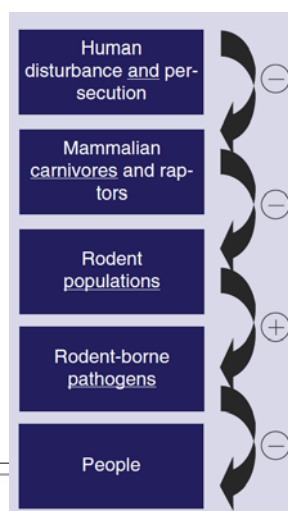 Human
disturbance and per-
secution
Mammalian
carnivores and rap-
tors
Rodent
populations
Rodent-borne
pathogens
People
−
−
+
−